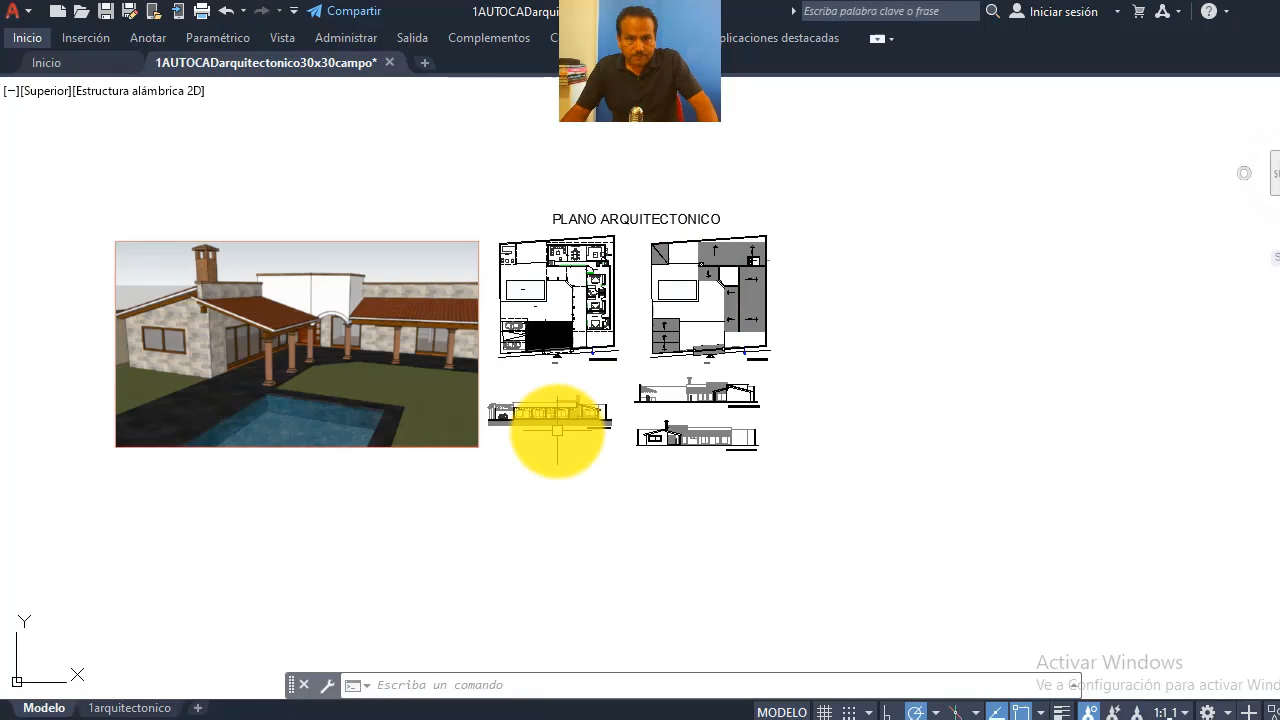 Compartir
1AUTOCADarqui
Escriba palabra clave o frase
Iniciar sesión
Inicio
Inserción
Anotar
Paramétrico
Vista
Administrar
Salida
Complementos
C
plicaciones destacadas
Inicio
1AUTOCADarquitectonico30x30campo*
[−][Superior][Estructura alámbrica 2D]
PLANO ARQUITECTONICO
Y
X
Activar Windows
Ve a Configuración para activar Wind
Escriba un comando
Modelo
1arquitectonico
MODELO
1:1